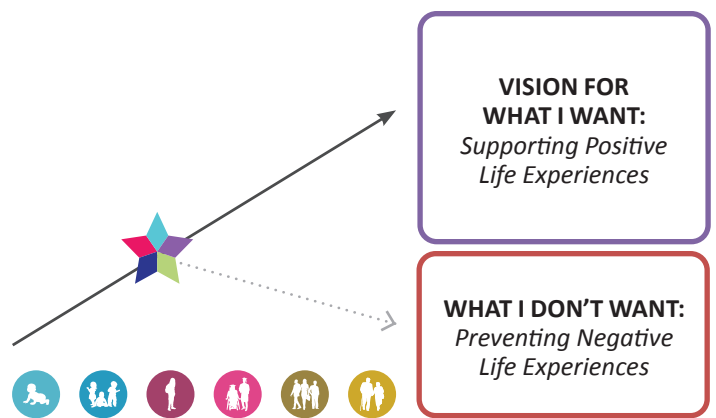 VISION FOR
WHAT I WANT:
Supporting Positive
Life Experiences
WHAT I DON’T WANT:
Preventing Negative
Life Experiences